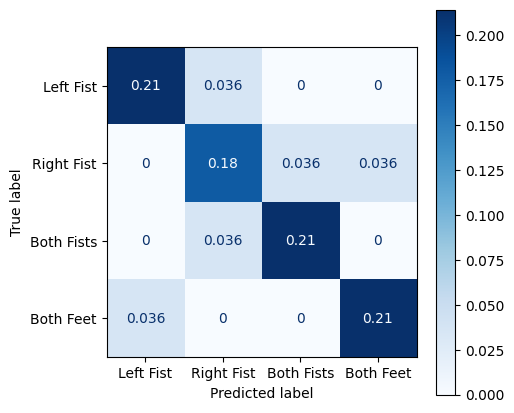 Left Fist 0.21 0.036 0 0
Right Fist 0 0.18 0.036 0.036
Both Fists 0 0.036 0.21 0
Both Feet 0.036 0 0 0.21
Left Fist Right Fist Both Fists Both Feet
Predicted label
True label
0.200
0.175
0.150
0.125
0.100
0.075
0.050
0.025
0.000